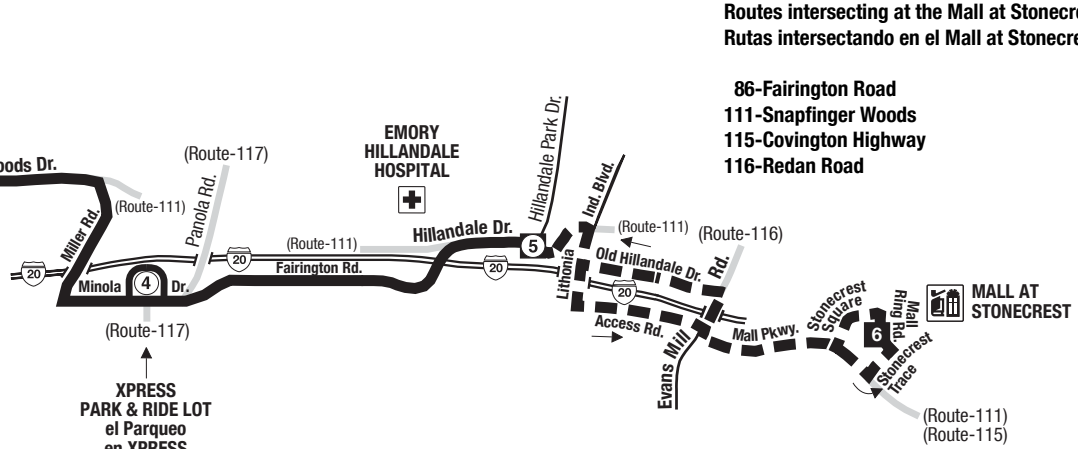 Routes intersecting at the Mall at
Rutas intersectando en el Mall at
86-Fairington Road
111-Snapfinger Woods
115-Covington Highway
116-Redan Road
Dr.
Miller Rd.
(Route-111)
(Route-117)
Panola Rd.
EMORY
HILLANDALE
HOSPITAL
Hillandale Park Dr.
Ind. Blvd.
(Route-111)
Hillandale Dr.
5
(Route-111)
(Route-116)
20
20
20
20
Minola
4
Dr.
Fairington Rd.
Lithonia
Old Hillandale Dr.
Rd.
Access Rd.
Evans Mill
Mall Pkwy.
Stonecrest
Square
Mall
Ring Rd.
6
Stonecrest
Trace
MALL AT
STONECREST
(Route-117)
XPRESS
PARK & RIDE LOT
el Parqueo
en XPRESS
(Route-111)
(Route-115)